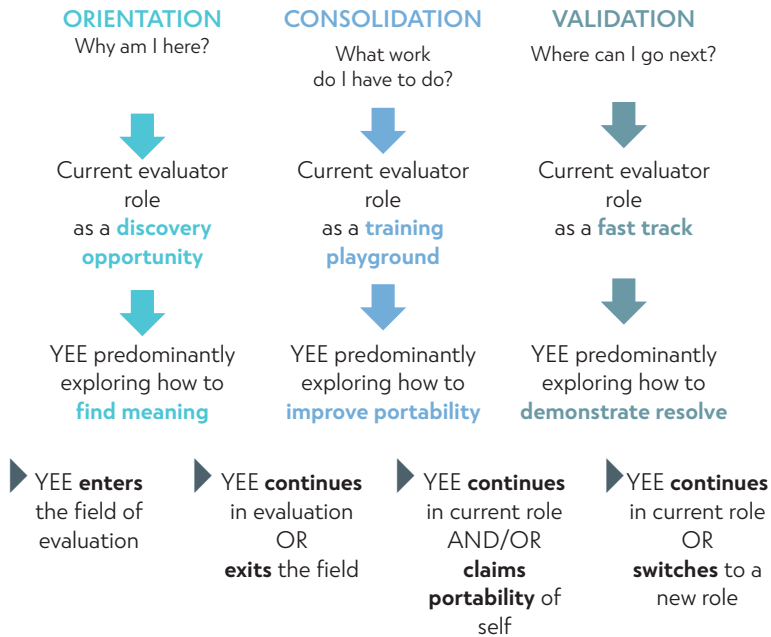 ORIENTATION
Why am I here?
Current evaluator
role
as a discovery
opportunity
YEE predominantly
exploring how to
find meaning
CONSOLIDATION
What work
do I have to do?
Current evaluator
role
as a training
playground
YEE predominantly
exploring how to
improve portability
VALIDATION
Where can I go next?
Current evaluator
role
as a fast track
YEE predominantly
exploring how to
demonstrate resolve
YEE enters
the field of
evaluation
YEE continues
in evaluation
OR
exits the field
YEE continues
in current role
AND/OR
claims
portability of
self
YEE continues
in current role
OR
switches to a
new role